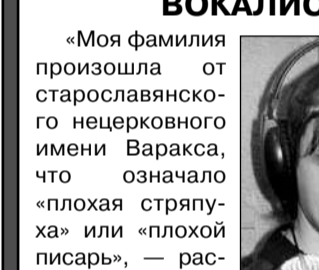 ВОКАЛИС
«Моя фамилия
произошла от
старославянско-
го нецерковного
имени Варакса,
что означало
«плохая стряпу-
ха» или «плохой
писарь», — рас-